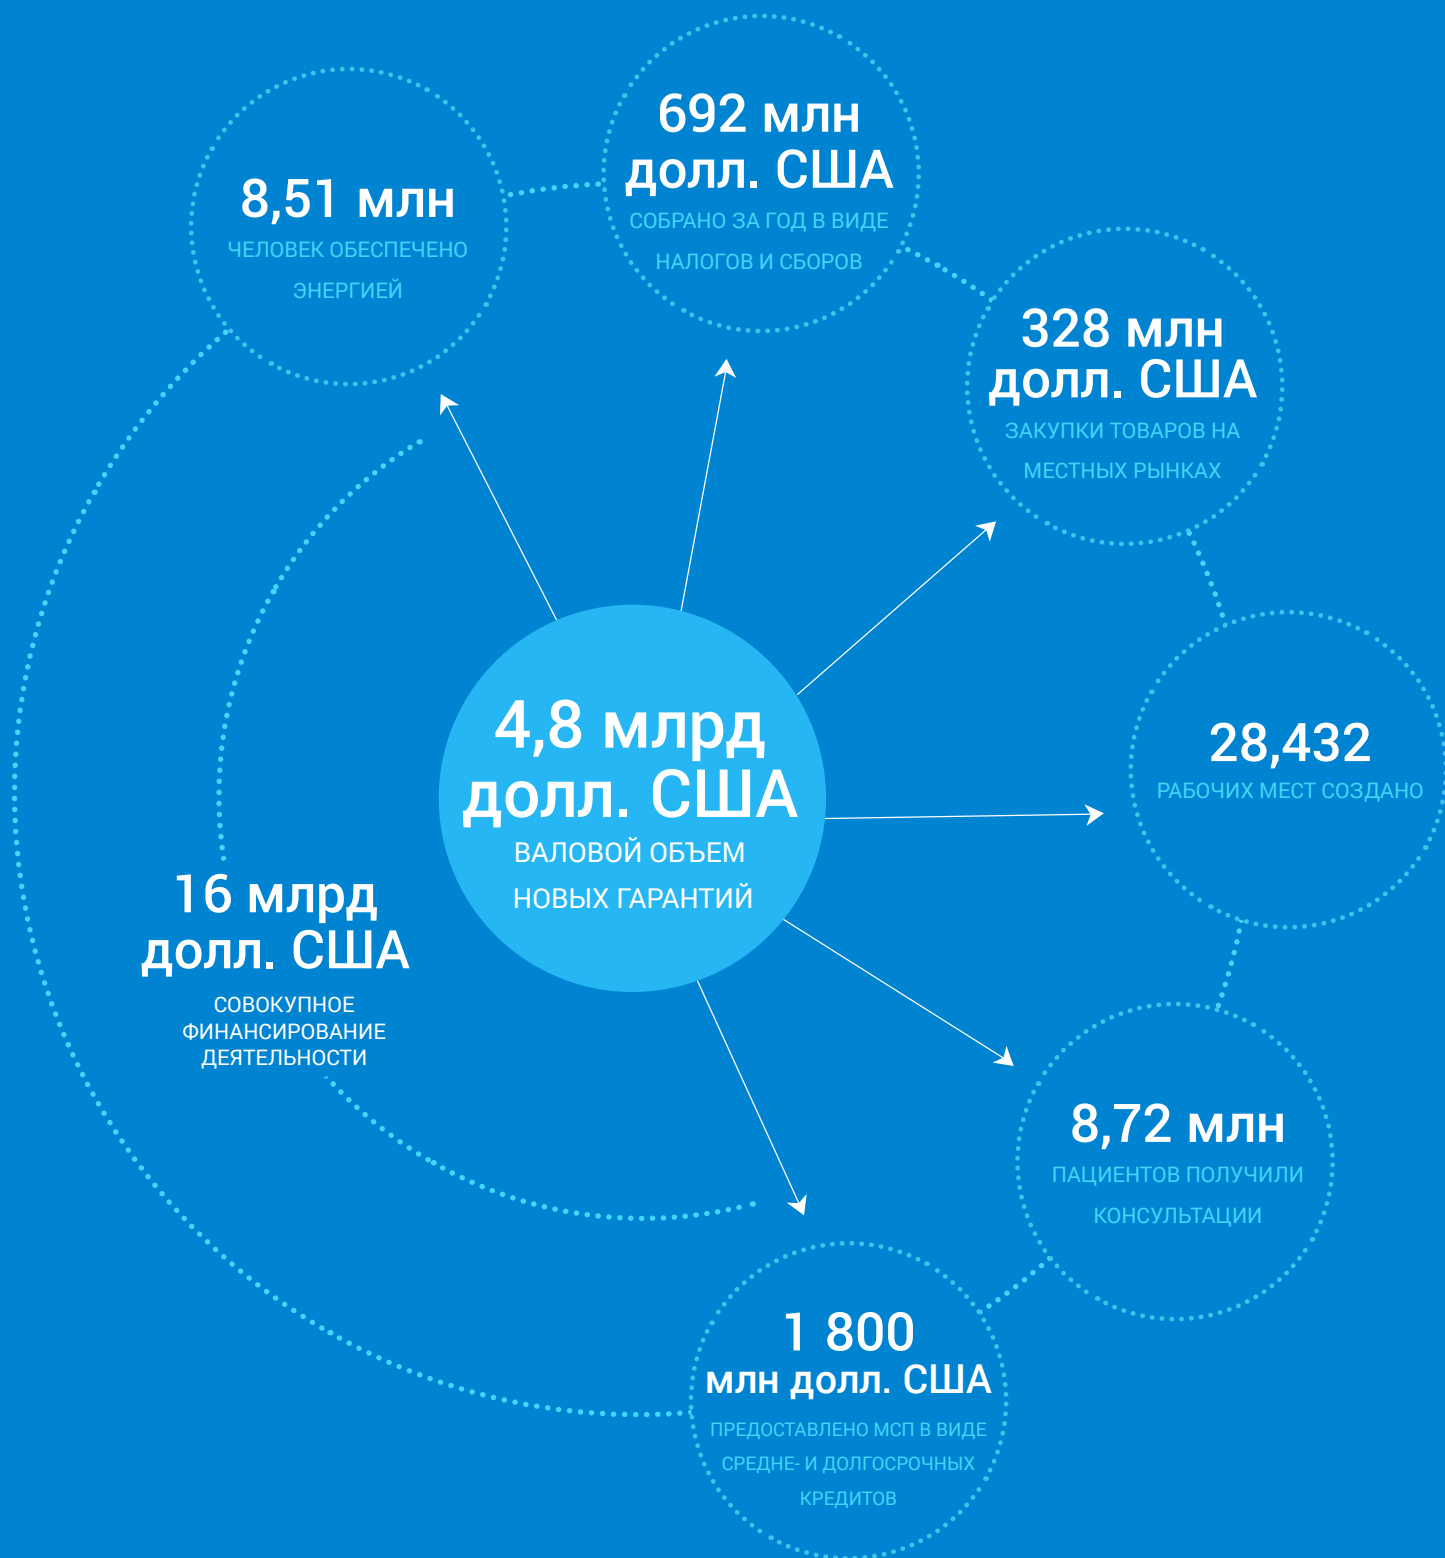 692 млн
долл. США
СОБРАНО ЗА ГОД В ВИДЕ
НАЛОГОВ И СБОРОВ
8,51 млн
ЧЕЛОВЕК ОБЕСПЕЧЕНО
ЭНЕРГИЕЙ
328 млн
долл. США
ЗАКУПКИ ТОВАРОВ НА
МЕСТНЫХ РЫНКАХ
4,8 млрд
долл. США
ВАЛОВОЙ ОБЪЕМ
НОВЫХ ГАРАНТИЙ
28,432
РАБОЧИХ МЕСТ СОЗДАНО
16 млрд
долл. США
СОВОКУПНОЕ
ФИНАНСИРОВАНИЕ
ДЕЯТЕЛЬНОСТИ
8,72 млн
ПАЦИЕНТОВ ПОЛУЧИЛИ
КОНСУЛЬТАЦИИ
1 800
млн долл. США
ПРЕДОСТАВЛЕНО МСП В ВИДЕ
СРЕДНЕ- И ДОЛГОСРОЧНЫХ
КРЕДИТОВ